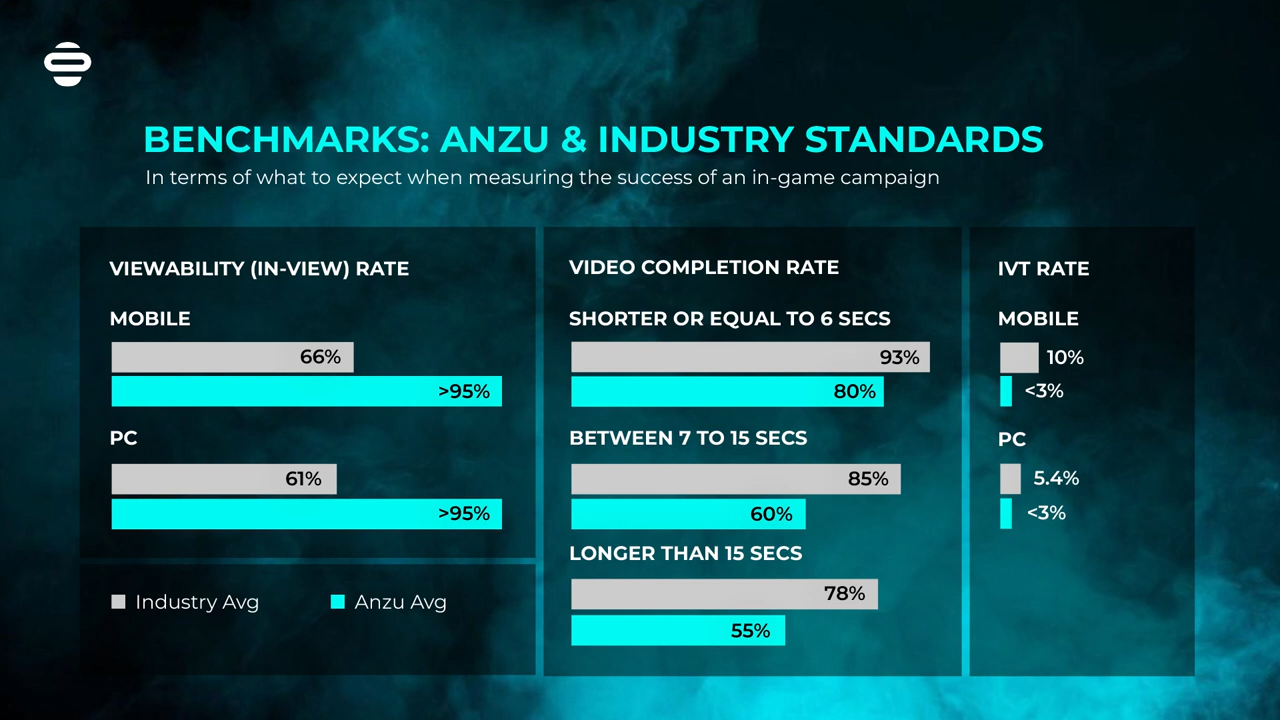 BENCHMARKS: ANZU & INDUSTRY STANDARDS
In terms of what to expect when measuring the success of an in-game campaign
VIEWABILITY (IN-VIEW) RATE
MOBILE
66%
>95%
PC
61%
>95%
Industry Avg
Anzu Avg
VIDEO COMPLETION RATE
SHORTER OR EQUAL TO 6 SECS
93%
80%
BETWEEN 7 TO 15 SECS
85%
60%
LONGER THAN 15 SECS
78%
55%
IVT RATE
MOBILE
10%
<3%
PC
5.4%
<3%